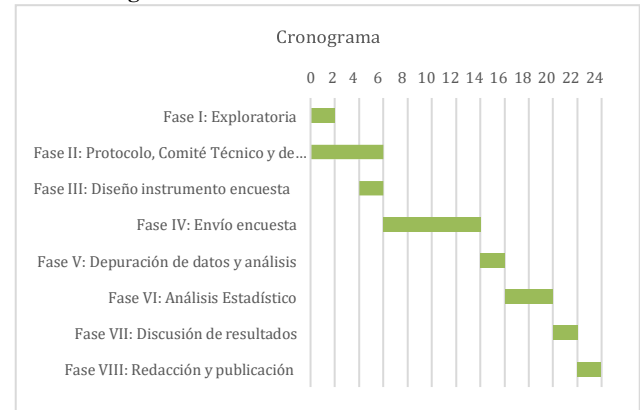 Cronograma
0 2 4 6 8 10 12 14 16 18 20 22 24
Fase I: Exploratoria
Fase II: Protocolo, Comité Técnico y de...
Fase III: Diseño instrumento encuesta
Fase IV: Envío encuesta
Fase V: Depuración de datos y análisis
Fase VI: Análisis Estadístico
Fase VII: Discusión de resultados
Fase VIII: Redacción y publicación